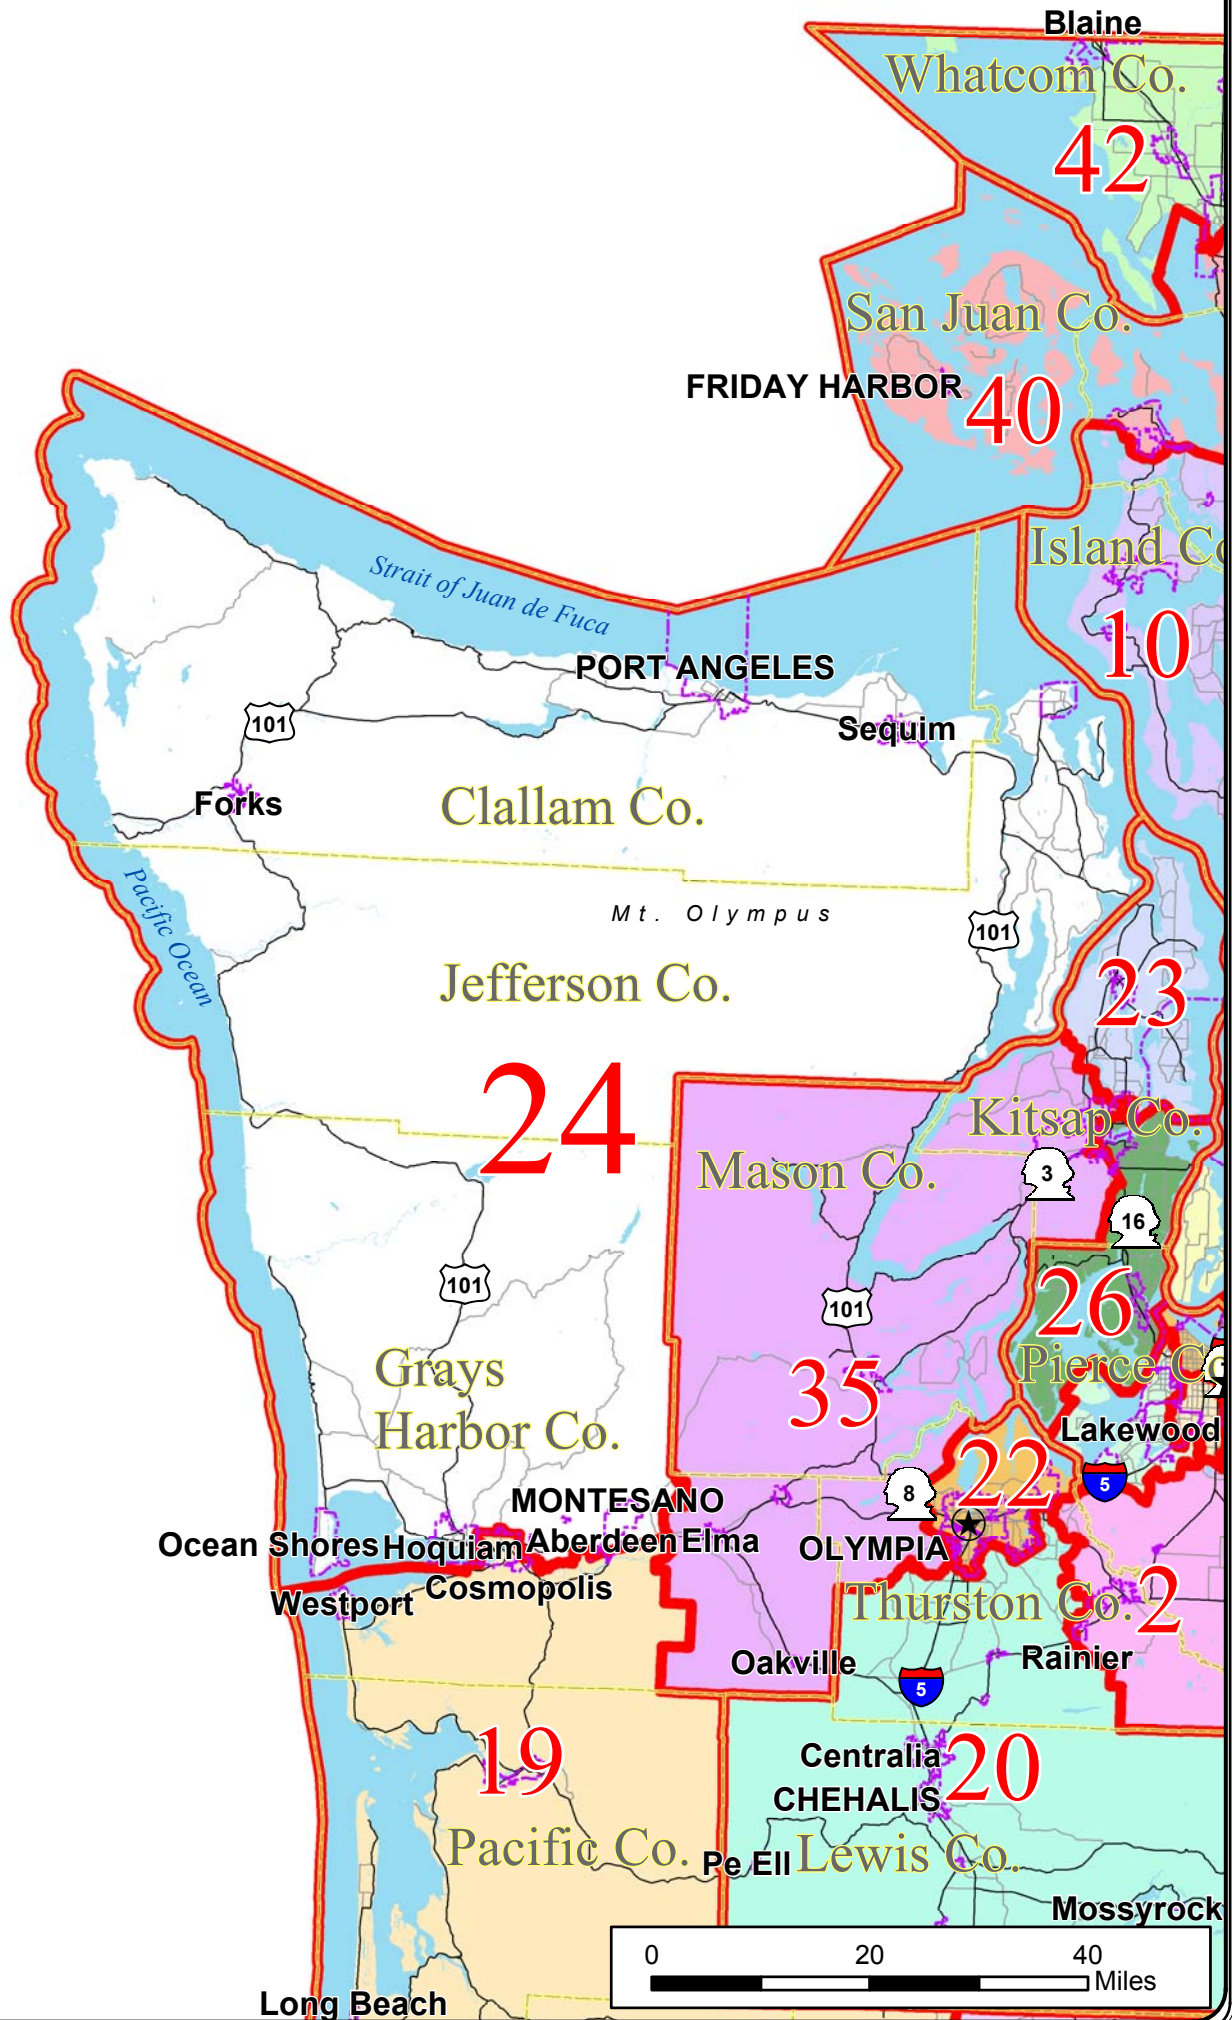 Blaine
Whatcom Co.
42
San Juan Co.
FRIDAY HARBOR
40
Island
10
Strait of Juan de Fuca
PORT ANGELES
Sequim
101
Forks
Clallam Co.
Pacific Ocean
Mt. Olympus
101
Jefferson Co.
23
24
Kitsap Co.
Mason Co.
3
16
101
101
26
Grays
Harbor Co.
35
Pierce
Lakewood
22
5
8
MONTESANO
Ocean Shores
Hoquiam
Aberdeen
Elma
OLYMPIA
Cosmopolis
Westport
Thurston Co.
2
Oakville
Rainier
5
19
Centralia
20
CHEHALIS
Pacific Co.
Pe Ell
Lewis Co.
Mossyrock
0 20 40
Miles
Long Beach